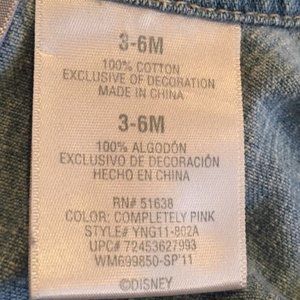 3-6M
100% COTTON
EXCLUSIVE OF DECORATION
MADE IN CHINA
3-6M
100% ALGODÓN
EXCLUSIVO DE DECORACIÓN
HECHO EN CHINA
RN# 51638
COLOR: COMPLETELY PINK
STYLE# YNG11-802A
UPC# 72453627993
WM699850-SP'11
©DISNEY